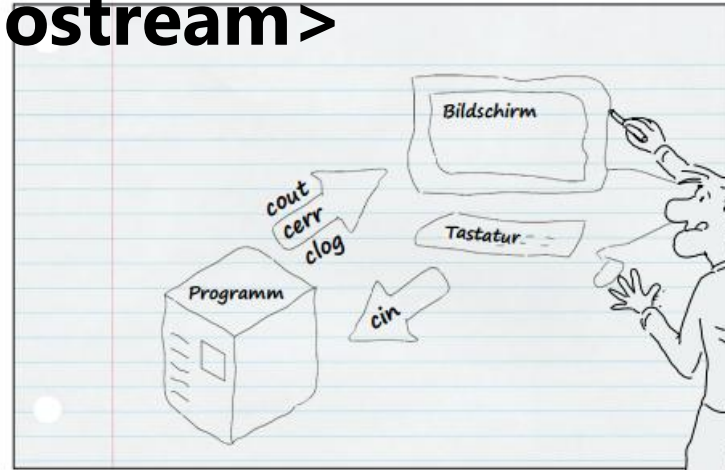 ostream>
Bildschirm
cout
cerr
clog
Tastatur
Programm
cin